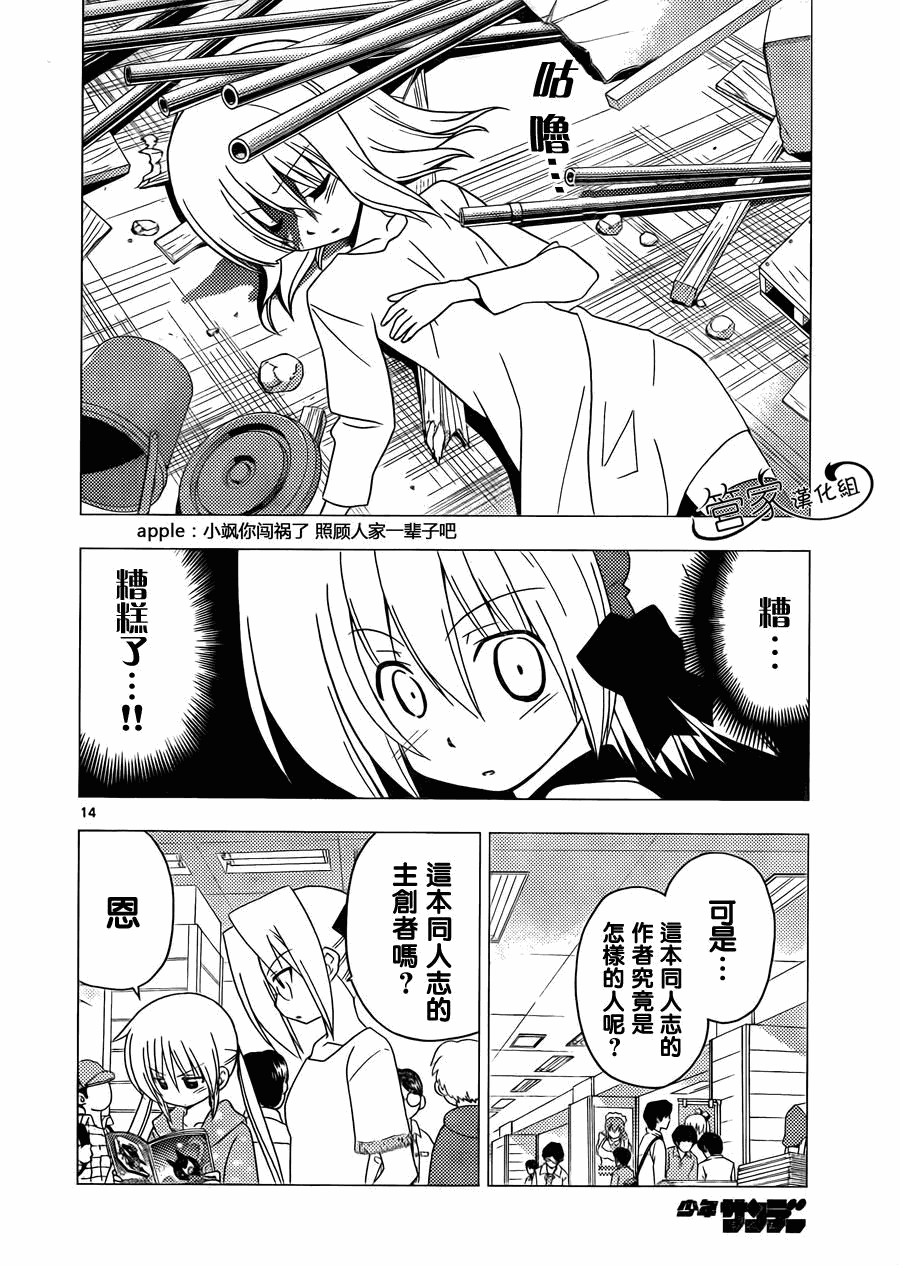 咕
嚕…
管家漢化组
apple：小飒你闯祸了 照顾人家一辈子吧
糟…
糟糕
了…!!
14
可是…
這本同人志的
作者究竟是
怎樣的人呢？
這本同人志的
主創者嗎？
恩
少年サンデー